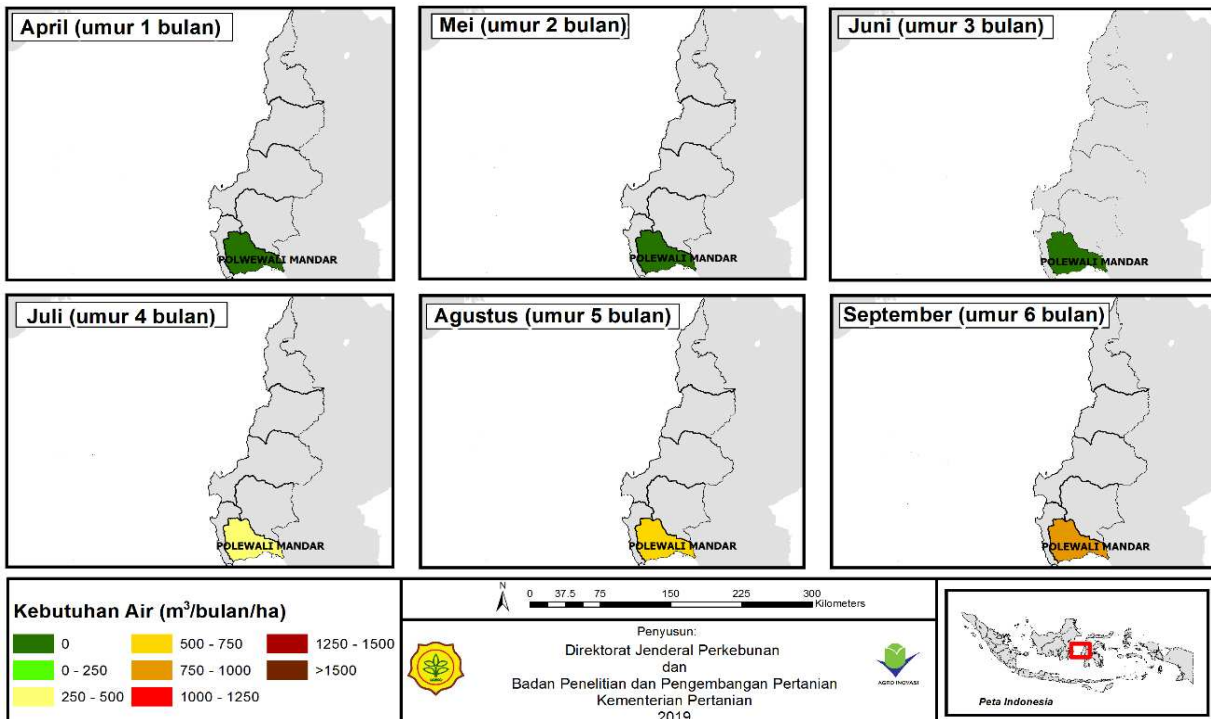 April (umur 1 bulan)
POLWEWALI MANDAR
Mei (umur 2 bulan)
POLEWALI MANDAR
Juni (umur 3 bulan)
POLEWALI MANDAR
Juli (umur 4 bulan)
POLEWALI MANDAR
Agustus (umur 5 bulan)
POLEWALI MANDAR
September (umur 6 bulan)
POLEWALI MANDAR
Kebutuhan Air (m³/bulan/ha)
0
0 - 250
250 - 500
500 - 750
750 - 1000
1000 - 1250
1250 - 1500
>1500
N
0 37.5 75 150 225 300
Kilometers
Penyusun:
Direktorat Jenderal Perkebunan
dan
Badan Penelitian dan Pengembangan Pertanian
Kementerian Pertanian
2019
AGRO INOVASI
Peta Indonesia